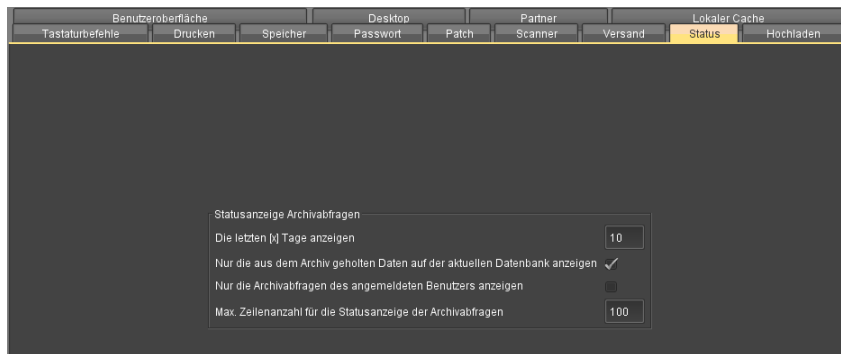 Benutzeroberfläche Desktop Partner Lokaler Cache
Tastaturbefehle Drucken Speicher Passwort Patch Scanner Versand Status Hochladen
Statusanzeige Archivabfragen
Die letzten [x] Tage anzeigen 10
Nur die aus dem Archiv geholten Daten auf der aktuellen Datenbank anzeigen
Nur die Archivabfragen des angemeldeten Benutzers anzeigen
Max. Zeilenanzahl für die Statusanzeige der Archivabfragen 100